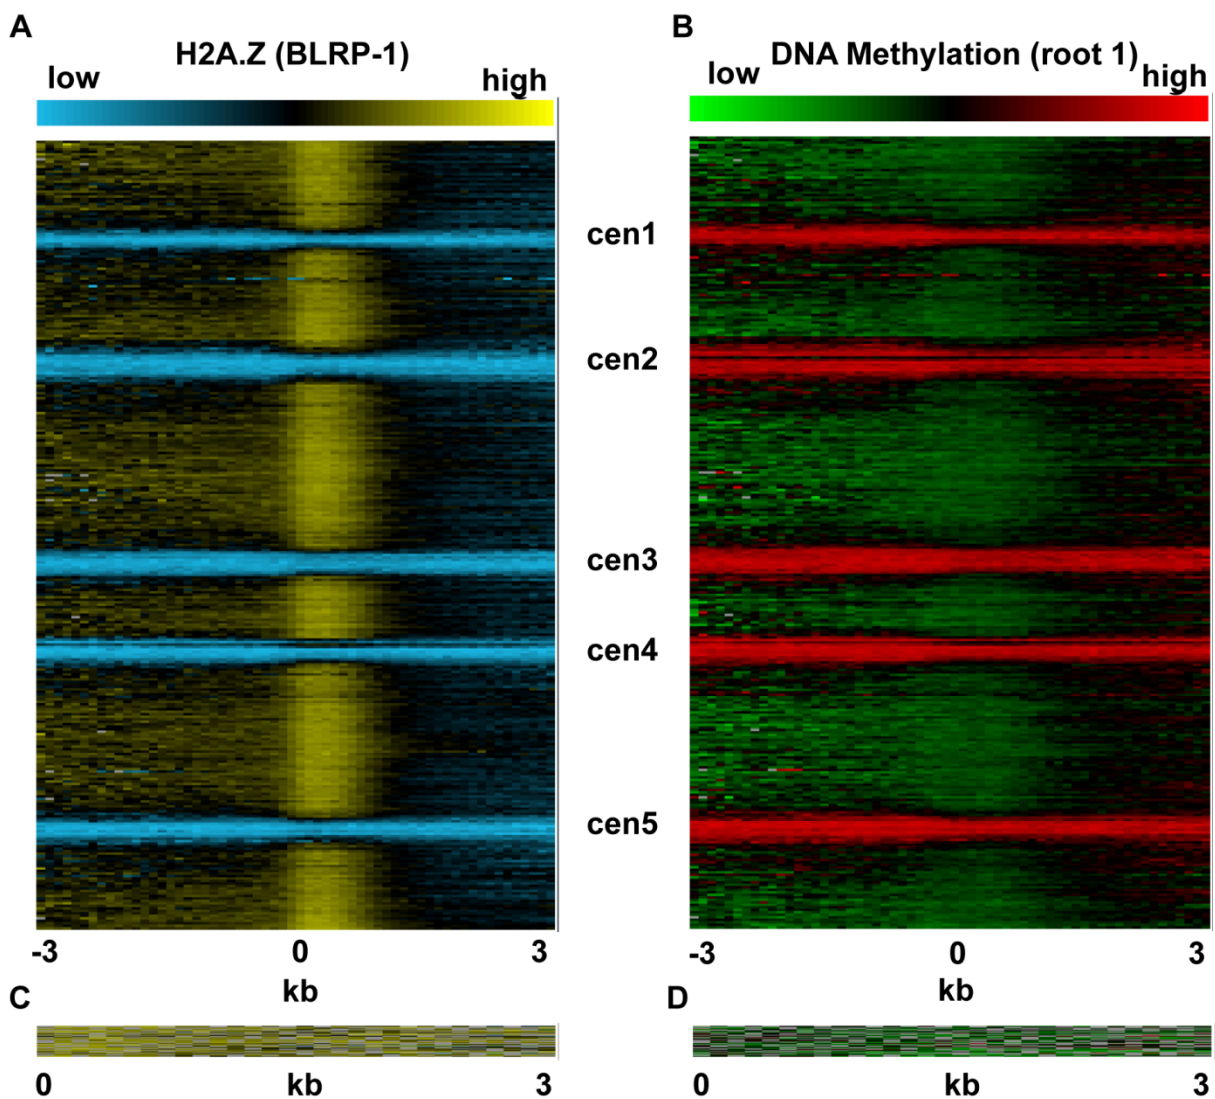 A
H2A.Z (BLRP-1)
low
high
B
DNA Methylation (root 1)
low
high
cen1
cen2
cen3
cen4
cen5
-3
0
3
kb
-3
0
3
kb
C
0
kb
3
D
0
kb
3